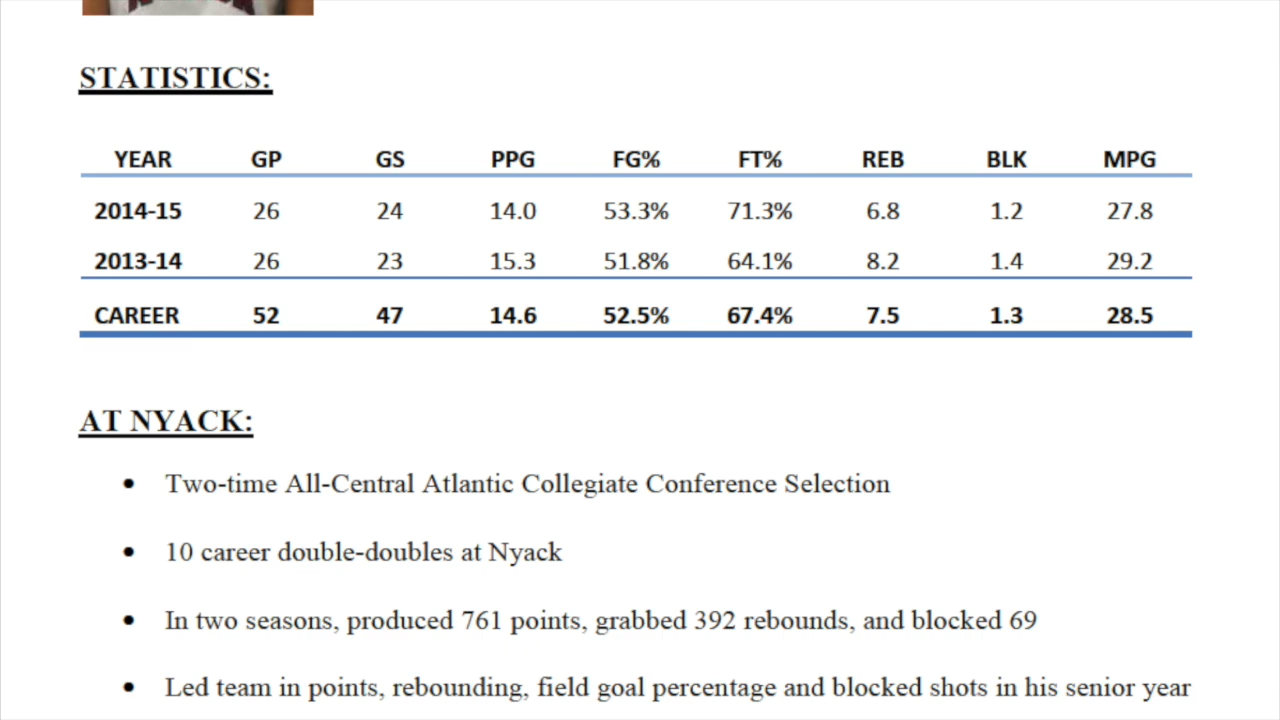 STATISTICS:
YEAR GP GS PPG FG% FT% REB BLK MPG
2014-15 26 24 14.0 53.3% 71.3% 6.8 1.2 27.8
2013-14 26 23 15.3 51.8% 64.1% 8.2 1.4 29.2
CAREER 52 47 14.6 52.5% 67.4% 7.5 1.3 28.5
AT NYACK:
• Two-time All-Central Atlantic Collegiate Conference Selection
• 10 career double-doubles at Nyack
• In two seasons, produced 761 points, grabbed 392 rebounds, and blocked 69
• Led team in points, rebounding, field goal percentage and blocked shots in his senior year